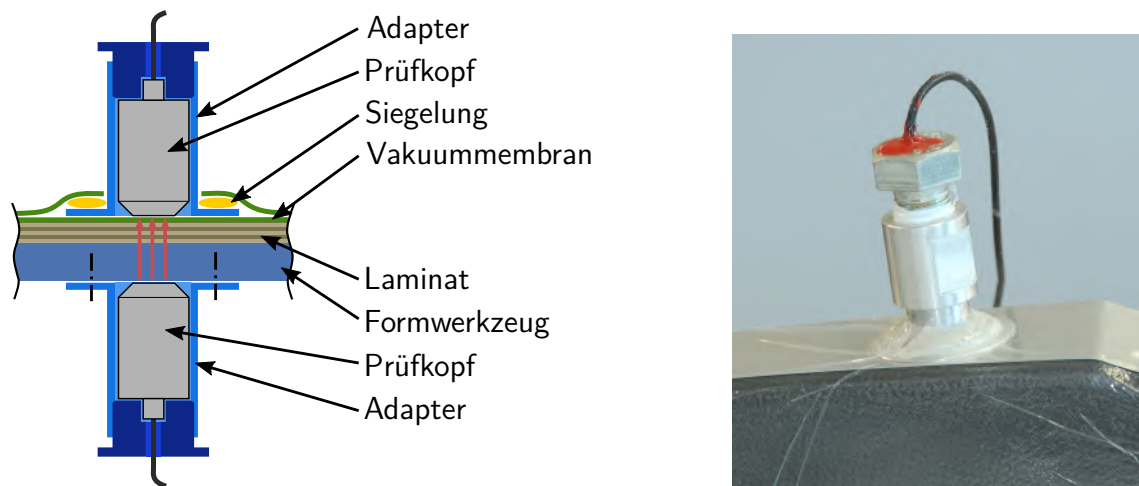 Adapter
Prüfkopf
Siegelung
Vakuummembran
Laminat
Formwerkzeug
Prüfkopf
Adapter